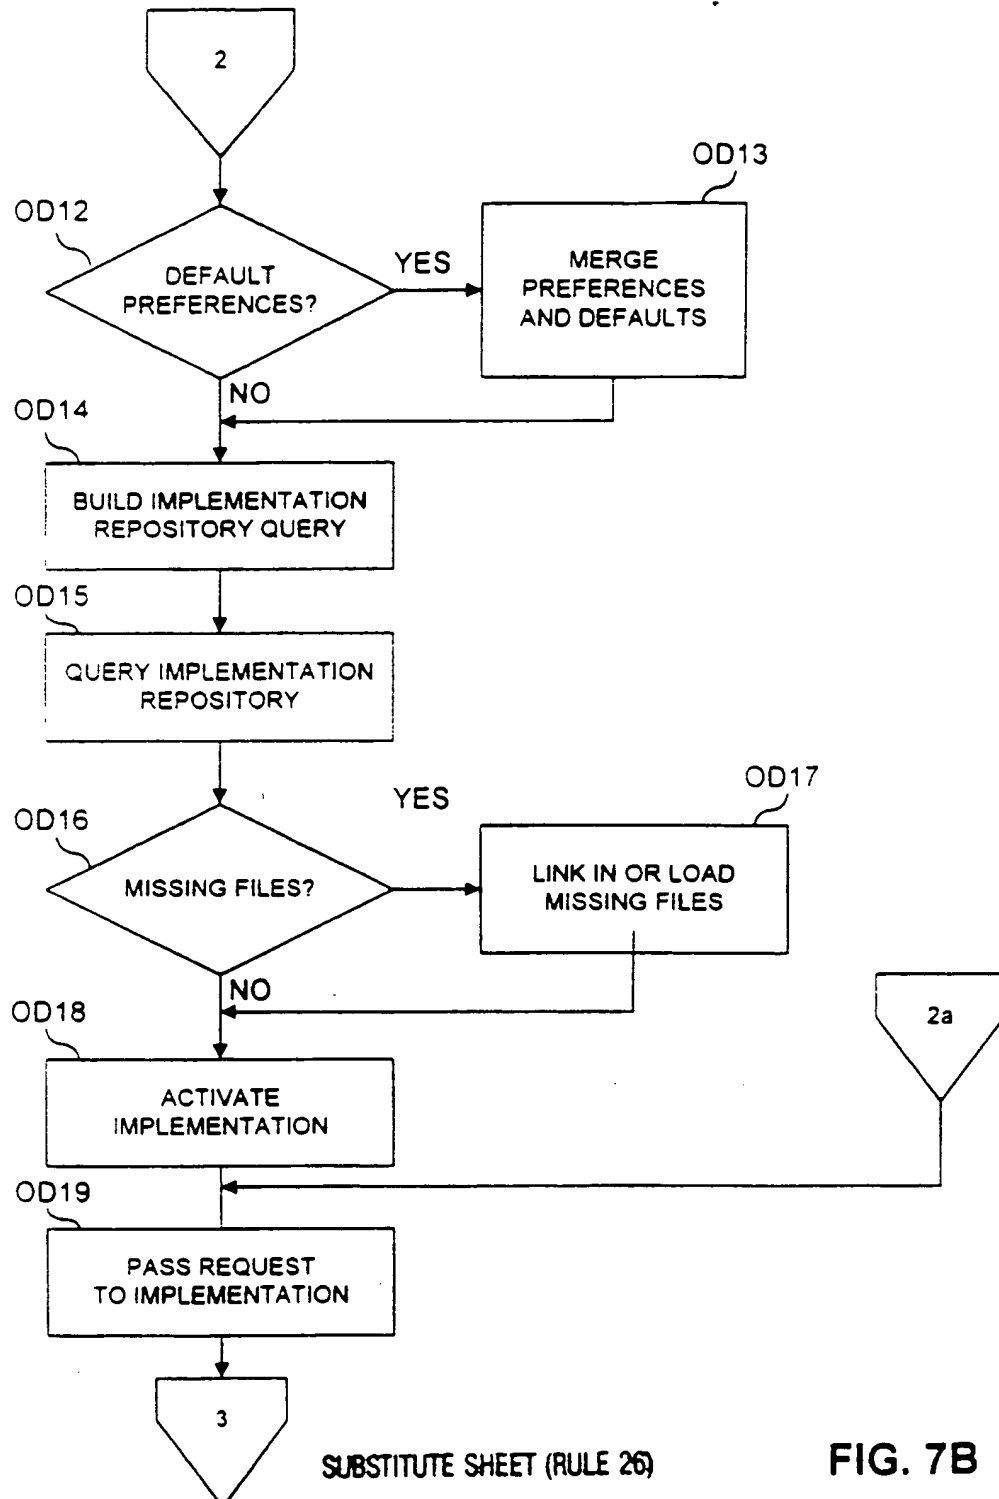 2
OD12
DEFAULT
PREFERENCES?
YES
OD13
MERGE
PREFERENCES
AND DEFAULTS
NO
OD14
BUILD IMPLEMENTATION
REPOSITORY QUERY
OD15
QUERY IMPLEMENTATION
REPOSITORY
OD16
MISSING FILES?
YES
OD17
LINK IN OR LOAD
MISSING FILES
NO
OD18
ACTIVATE
IMPLEMENTATION
2a
OD19
PASS REQUEST
TO IMPLEMENTATION
3
SUBSTITUTE SHEET (RULE 26)
FIG. 7B